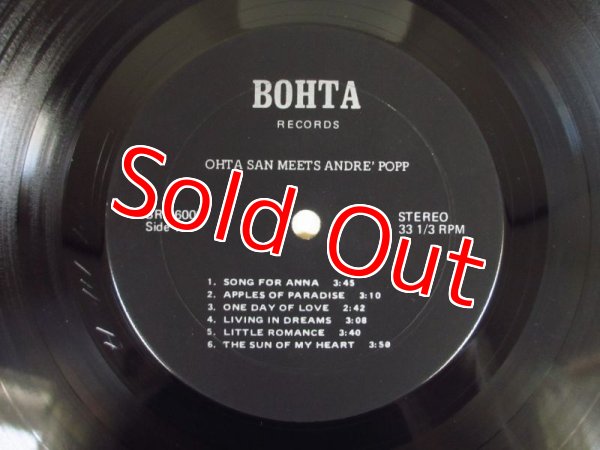 BOHTA
RECORDS
OHTA SAN MEETS ANDRE' POPP
STEREO
Side
33 1/3 RPM
Sold Out
1. SONG FOR ANNA 3:45
2. APPLES OF PARADISE 3:10
3. ONE DAY OF LOVE 2:42
4. LIVING IN DREAMS 3:08
5. LITTLE ROMANCE 3:40
6. THE SUN OF MY HEART 3:50